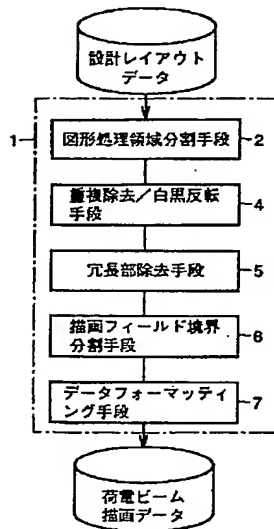 設計レイアウト
データ
1
図形処理領域分割手段
2
重複除去／白黒反転
手段
4
冗長部除去手段
5
描画フィールド境界
分割手段
6
データフォーマッティ
ング手段
7
荷電ビーム
描画データ